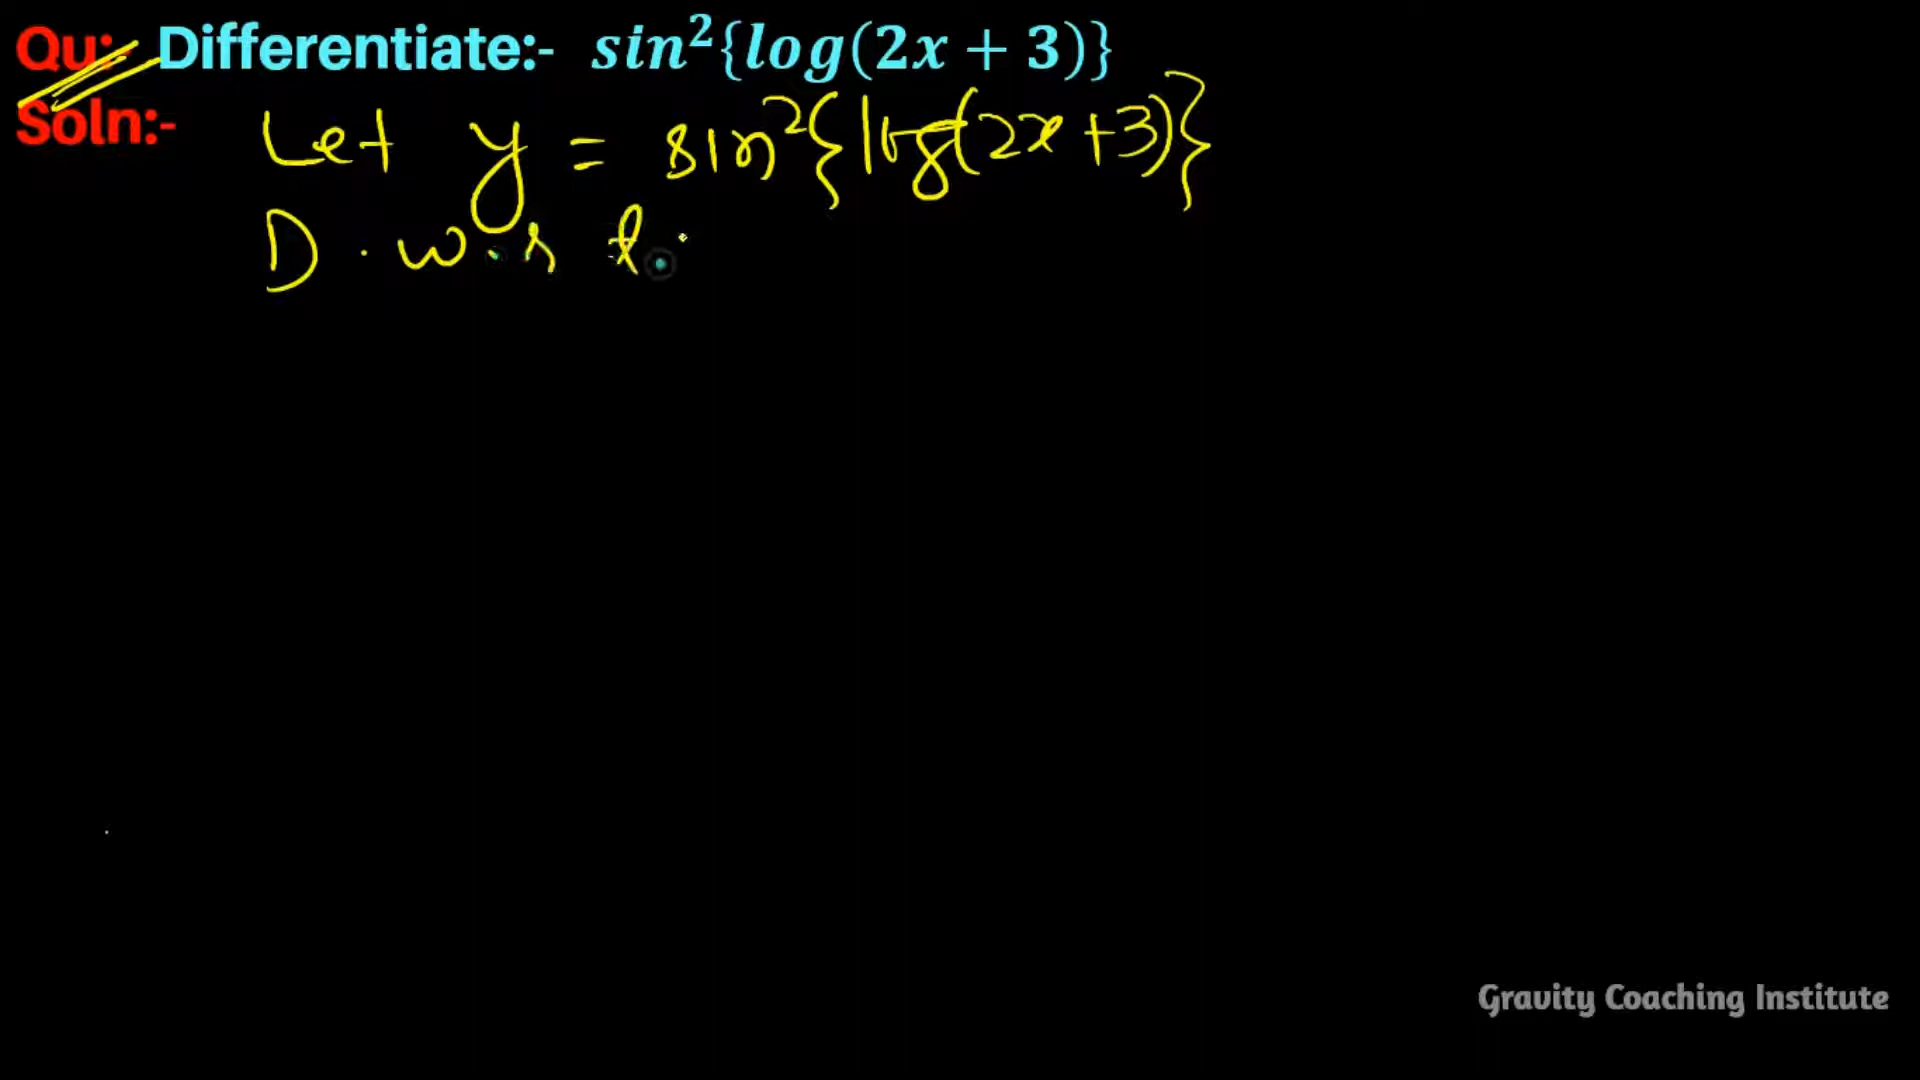 Qu:- Differentiate:- sin²{log(2x + 3)}
Soln:- Let y = sin²{log(2x+3)}
D.w.r.t.
Gravity Coaching Institute